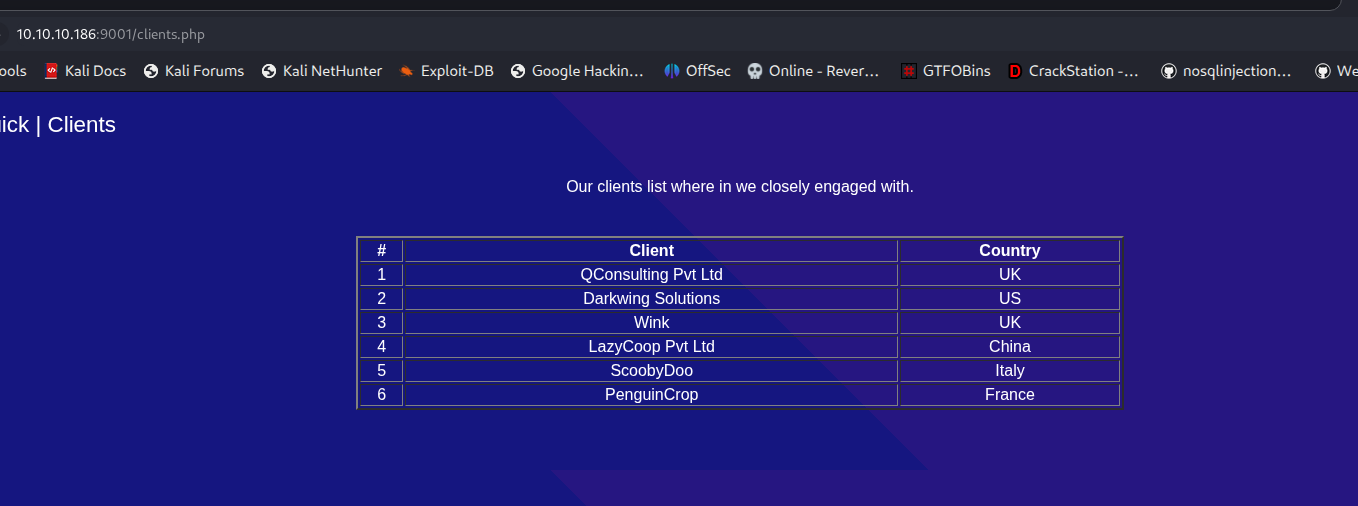 10.10.10.186:9001/clients.php
ools Kali Docs Kali Forums Kali NetHunter Exploit-DB Google Hackin… OffSec Online - Rever… GTFOBins CrackStation -… nosqlinjection… We
ick | Clients
Our clients list where in we closely engaged with.
# Client Country
1 QConsulting Pvt Ltd UK
2 Darkwing Solutions US
3 Wink UK
4 LazyCoop Pvt Ltd China
5 ScoobyDoo Italy
6 PenguinCrop France